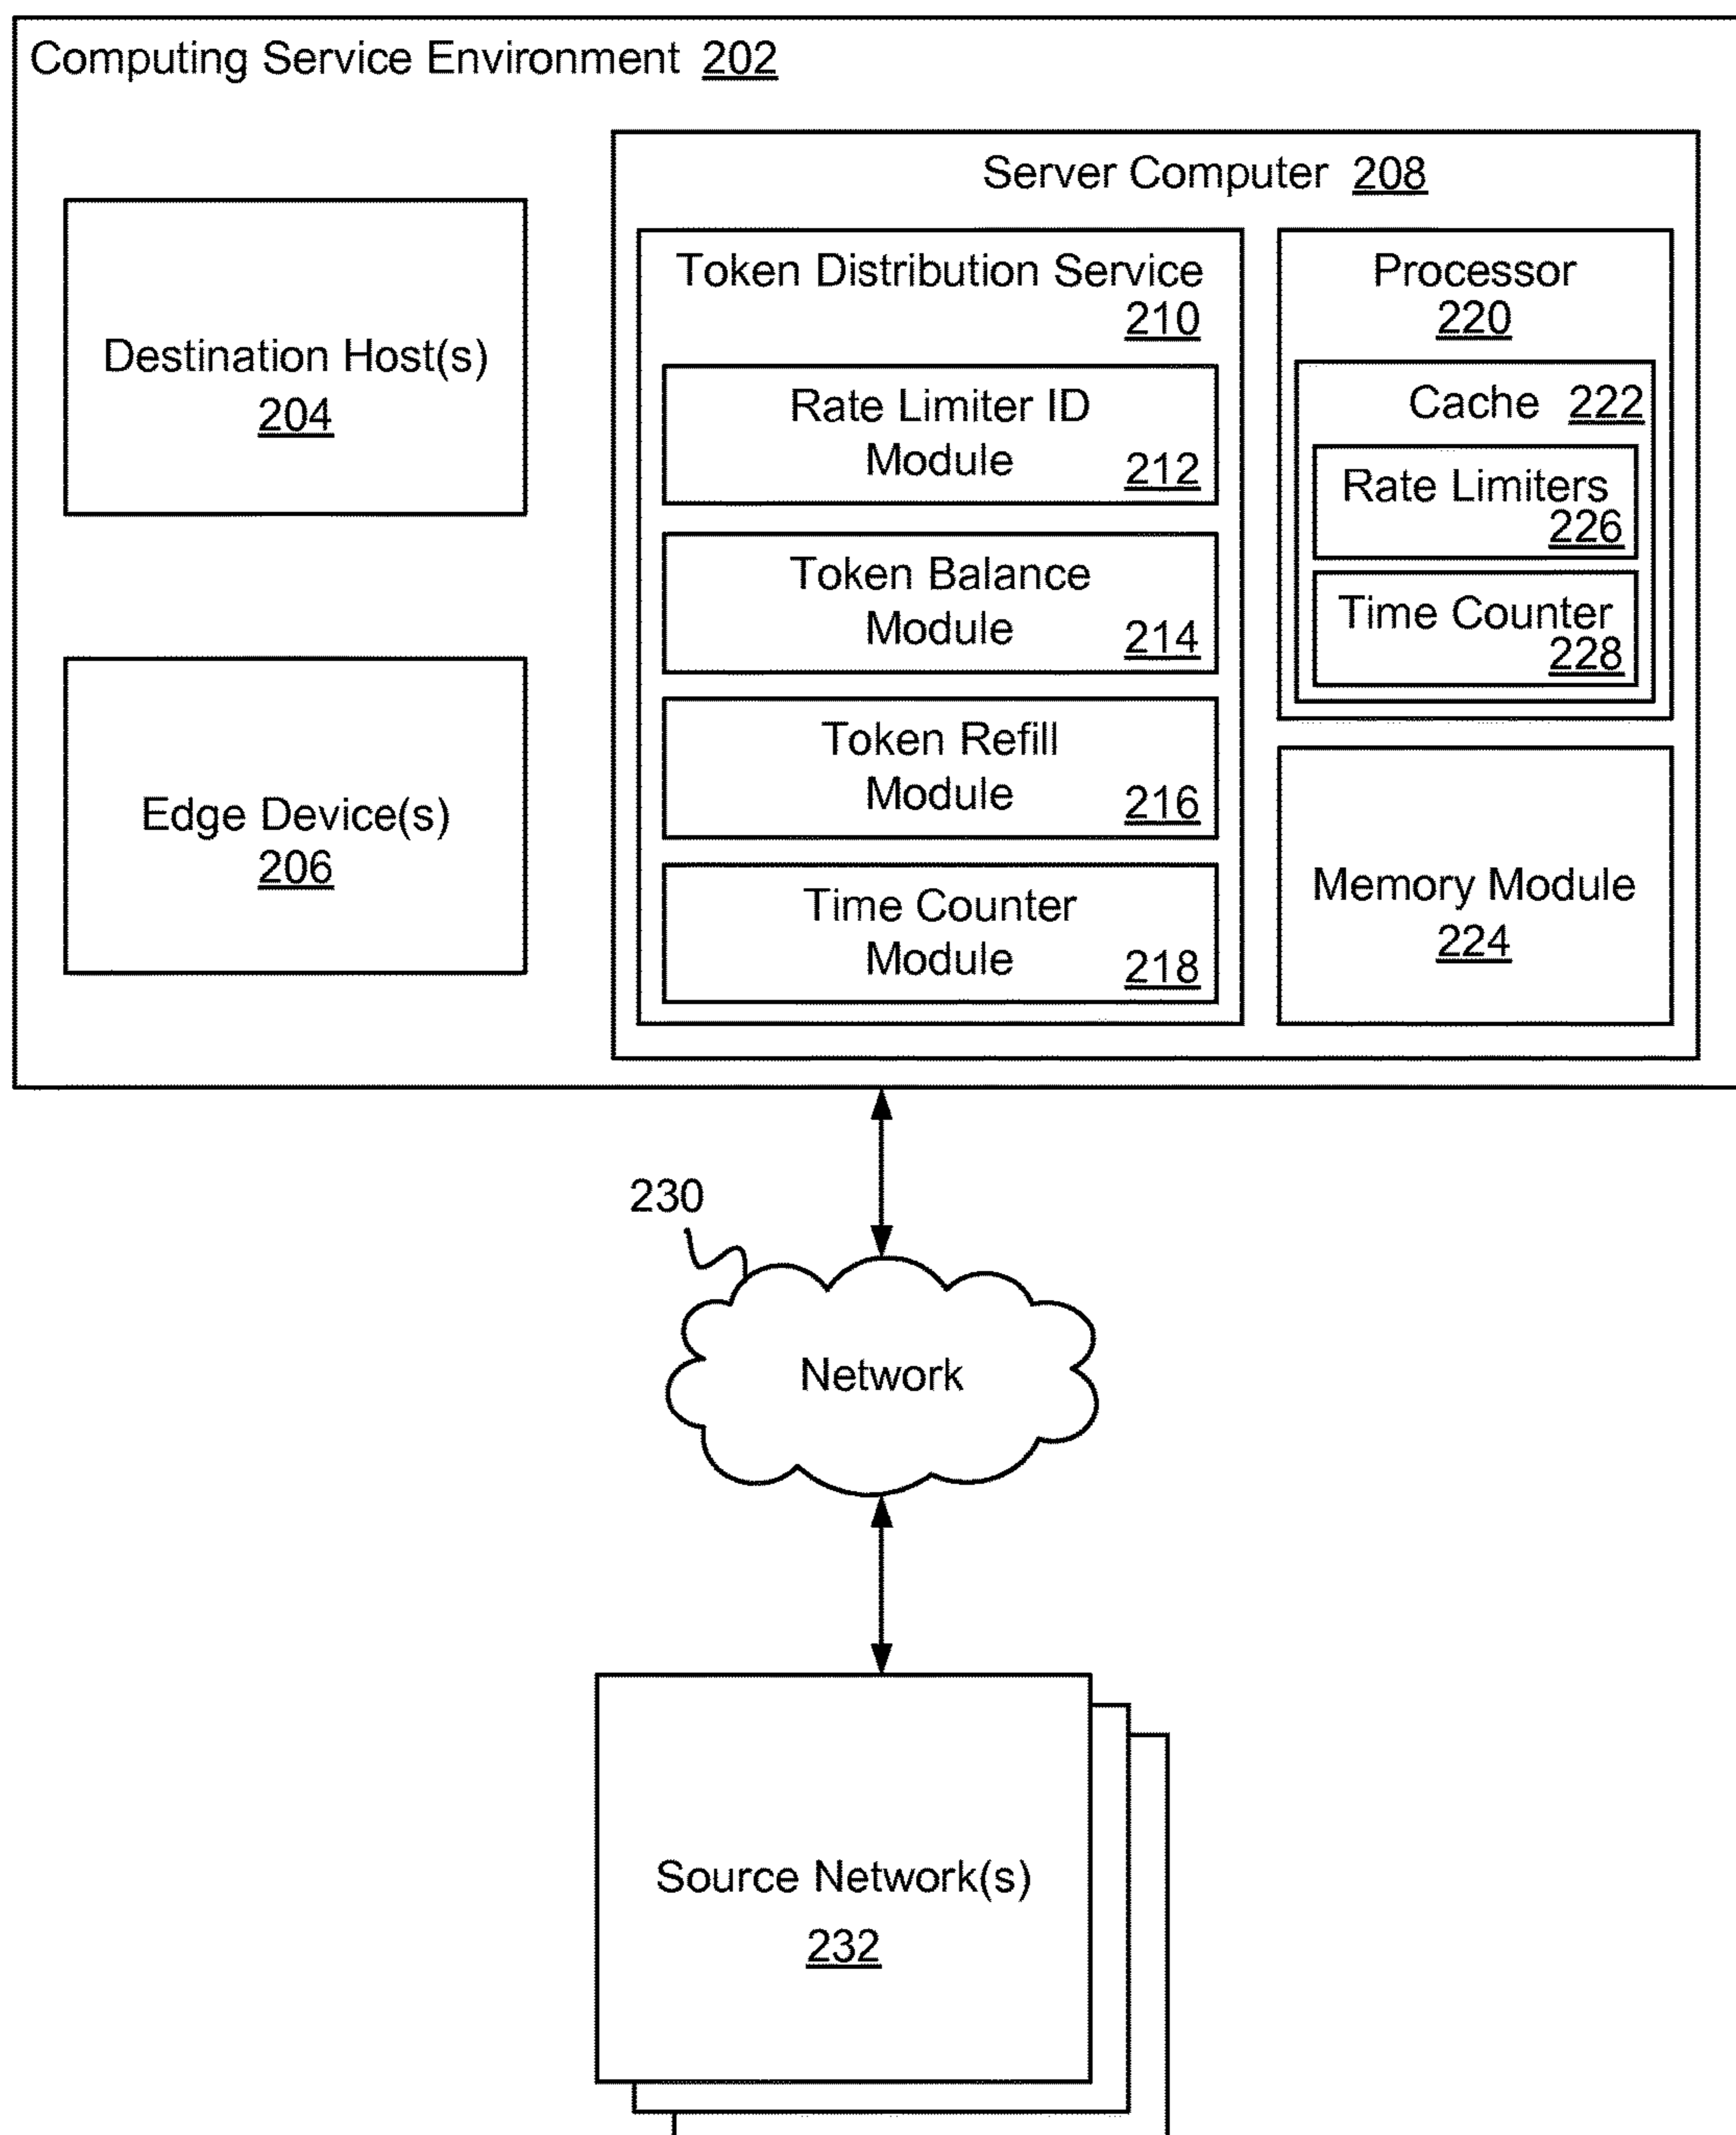 Computing Service Environment 202
Destination Host(s)
204
Edge Device(s)
206
Server Computer 208
Token Distribution Service
210
Rate Limiter ID
Module 212
Token Balance
Module 214
Token Refill
Module 216
Time Counter
Module 218
Processor
220
Cache 222
Rate Limiters
226
Time Counter
228
Memory Module
224
230
Network
Source Network(s)
232